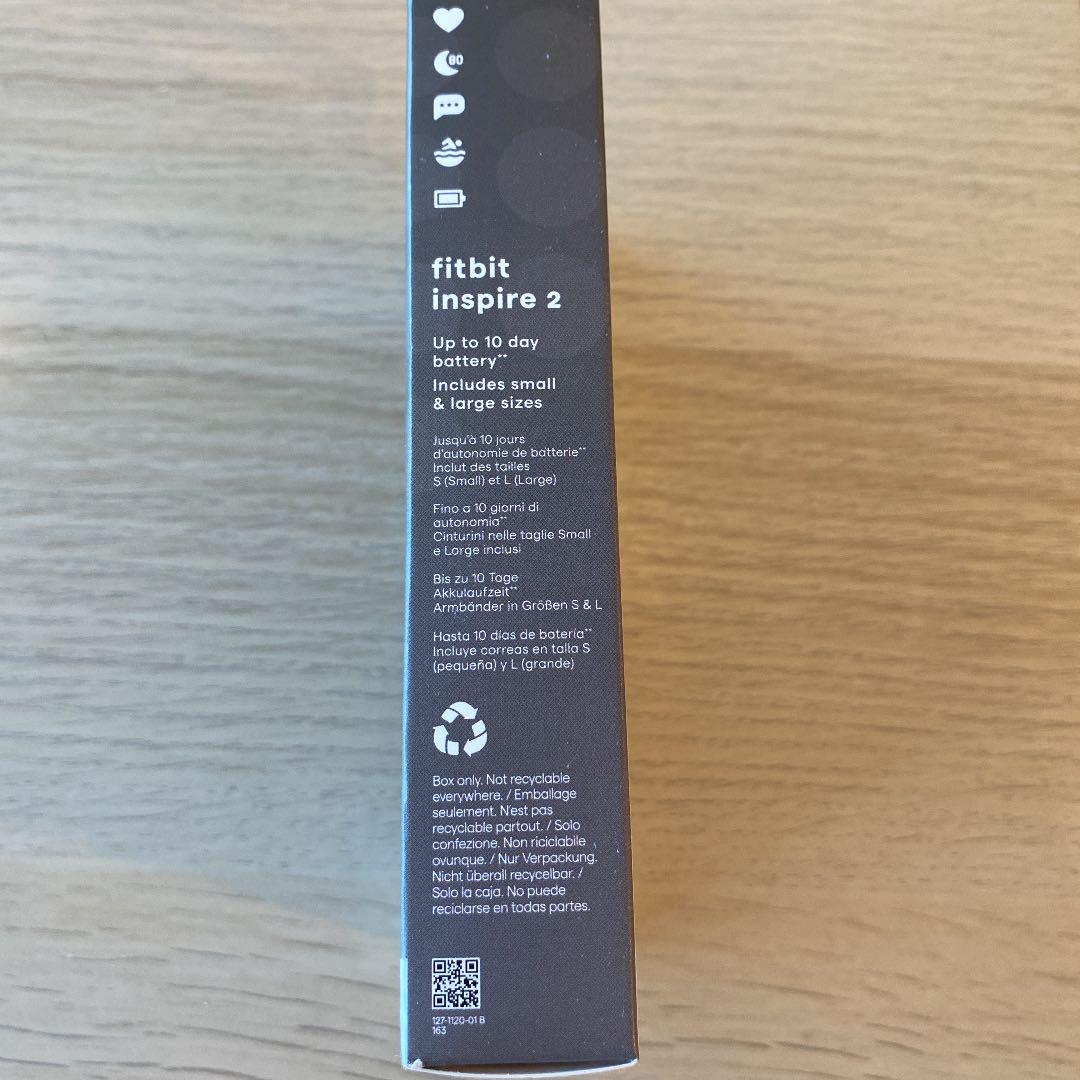 80
fitbit
inspire 2
Up to 10 day
battery**
Includes small
& large sizes
Jusqu'à 10 jours
d'autonomie de batterie**
Inclut des tailles
S (Small) et L (Large)
Fino a 10 giorni di
autonomia**
Cinturini nelle taglie Small
e Large inclusi
Bis zu 10 Tage
Akkulaufzeit**
Armbänder in Größen S & L
Hasta 10 días de batería**
Incluye correas en talla S
(pequeña) y L (grande)
Box only. Not recyclable
everywhere. / Emballage
seulement. N'est pas
recyclable partout. / Solo
confezione. Non riciclabile
ovunque. / Nur Verpackung.
Nicht überall recycelbar. /
Solo la caja. No puede
reciclarse en todas partes.
127-1120-01 B
163